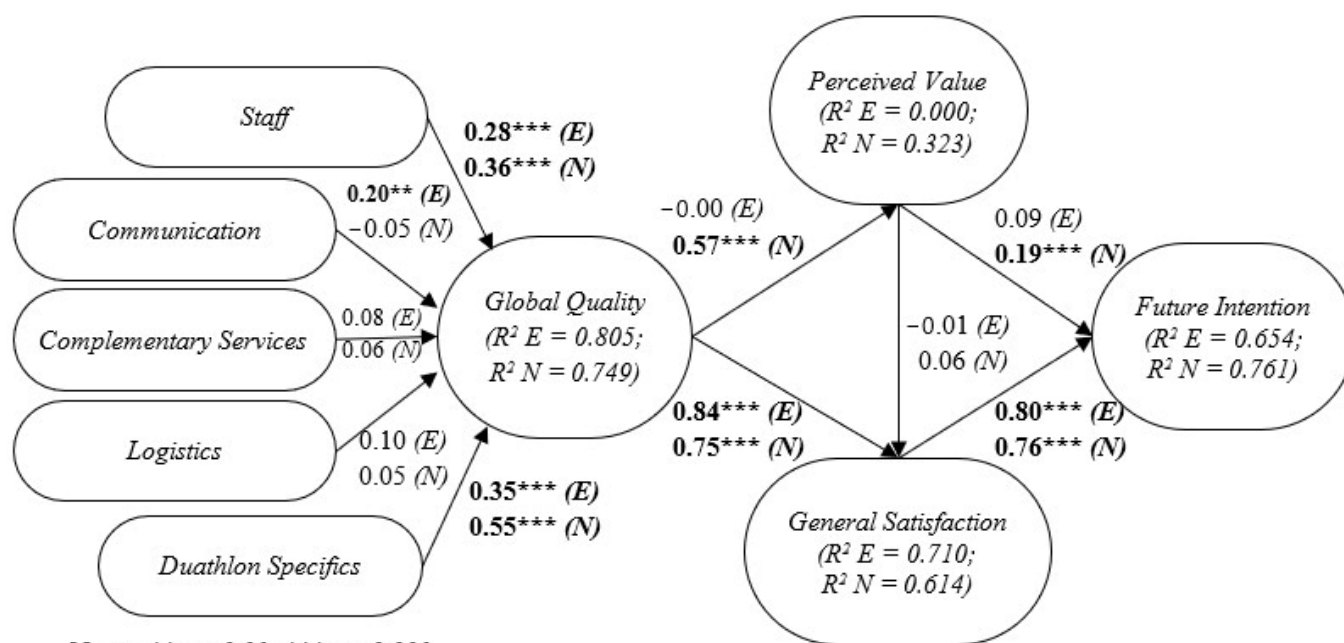 Staff
Communication
Complementary Services
Logistics
Duathlon Specifics
0.28*** (E)
0.36*** (N)
0.20** (E)
−0.05 (N)
0.08 (E)
0.06 (N)
0.10 (E)
0.05 (N)
0.35*** (E)
0.55*** (N)
Global Quality
(R² E = 0.805;
R² N = 0.749)
−0.00 (E)
0.57*** (N)
0.84*** (E)
0.75*** (N)
Perceived Value
(R² E = 0.000;
R² N = 0.323)
−0.01 (E)
0.06 (N)
General Satisfaction
(R² E = 0.710;
R² N = 0.614)
0.09 (E)
0.19*** (N)
0.80*** (E)
0.76*** (N)
Future Intention
(R² E = 0.654;
R² N = 0.761)